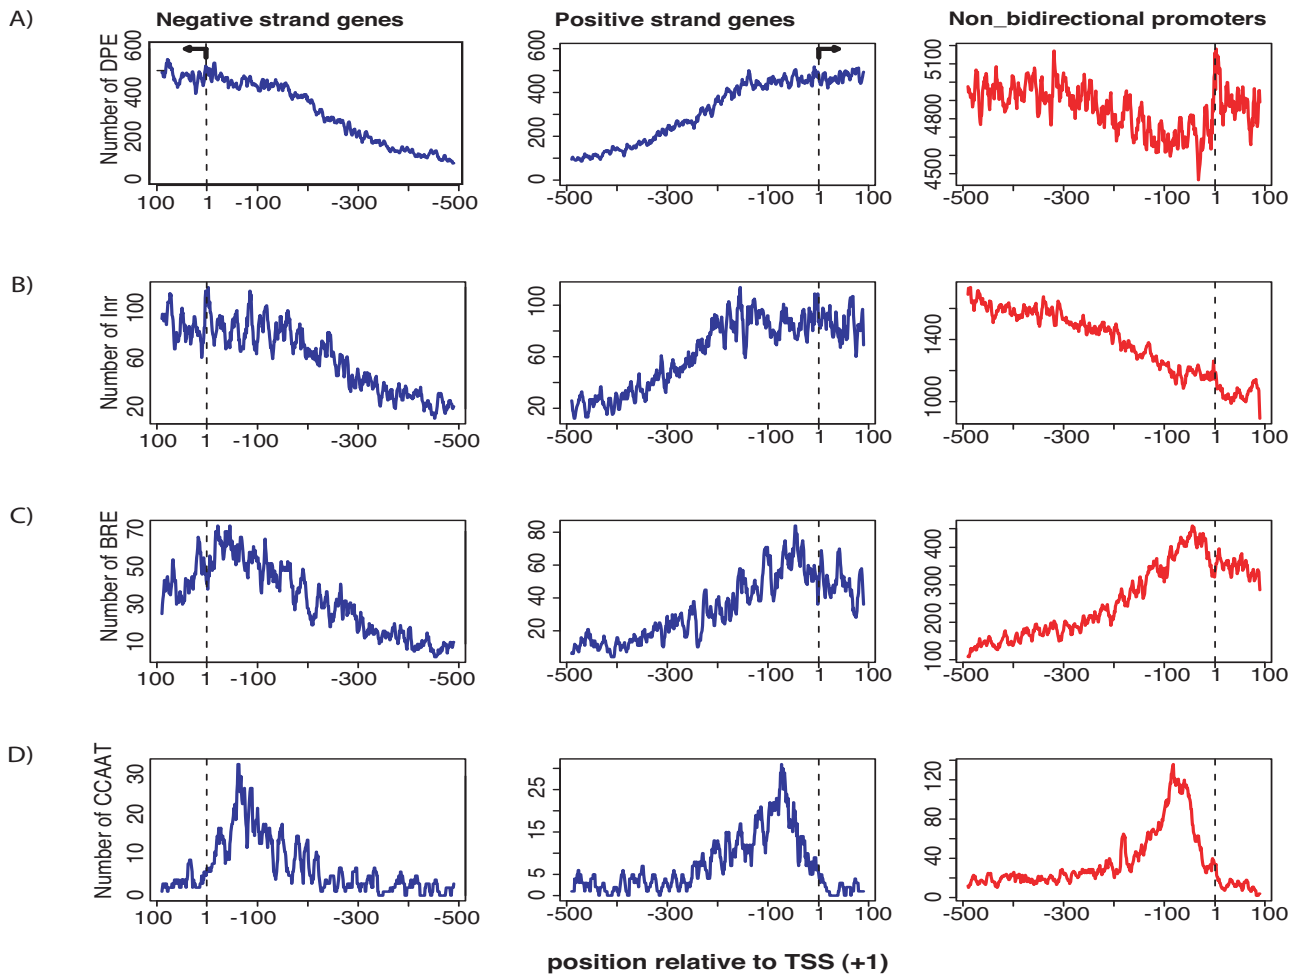 A)
Negative strand genes
Positive strand genes
Non_bidirectional promoters
Number of DPE
0 200 400 600
100 1 -100 -300 -500
0 200 400 600
-500 -300 -100 1 100
4500 4800 5100
-500 -300 -100 1 100
B)
Number of Inr
20 60 100
100 1 -100 -300 -500
20 60 80 100
-500 -300 -100 1 100
1000 1400
-500 -300 -100 1 100
C)
Number of BRE
10 30 50 70
100 1 -100 -300 -500
20 40 60 80
-500 -300 -100 1 100
100 200 300 400
-500 -300 -100 1 100
D)
Number of CCAAT
0 10 20 30
100 1 -100 -300 -500
0 5 15 25
-500 -300 -100 1 100
0 40 80 120
-500 -300 -100 1 100
position relative to TSS (+1)